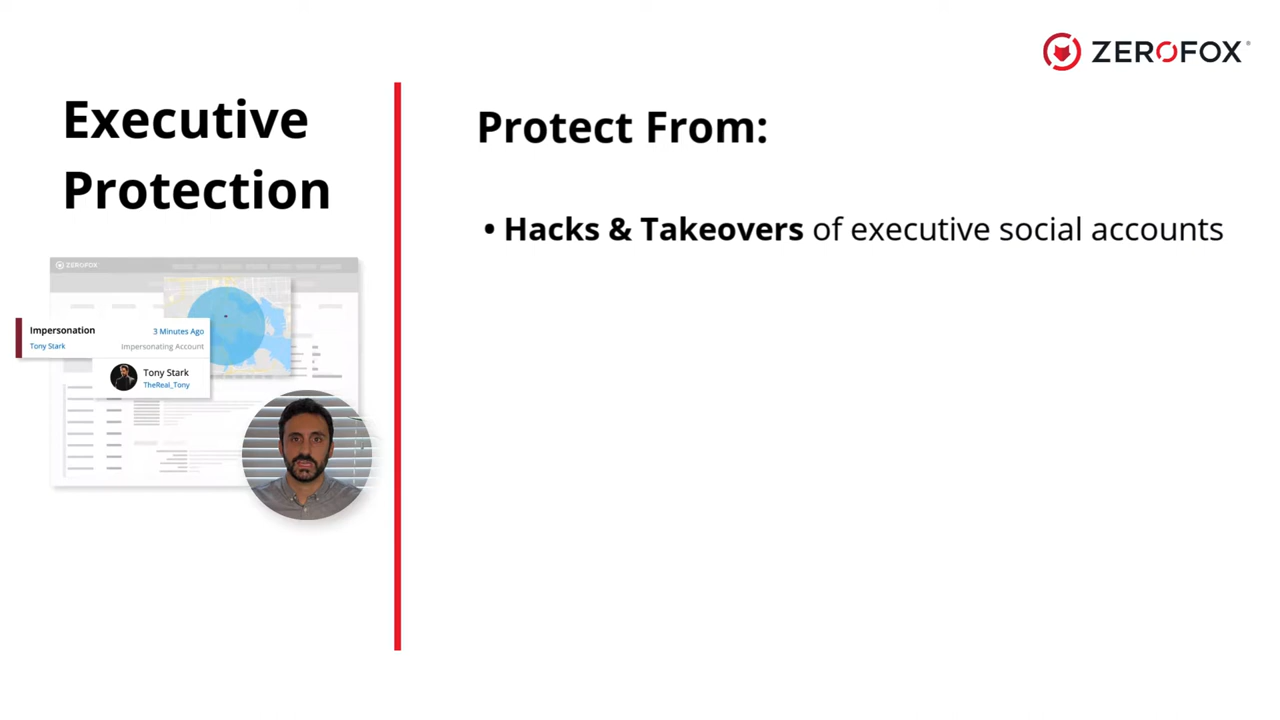 ZEROFOX®
Executive
Protection
Protect From:
• Hacks & Takeovers of executive social accounts
ZEROFOX
Impersonation
3 Minutes Ago
Tony Stark
Impersonating Account
Tony Stark
TheReal_Tony